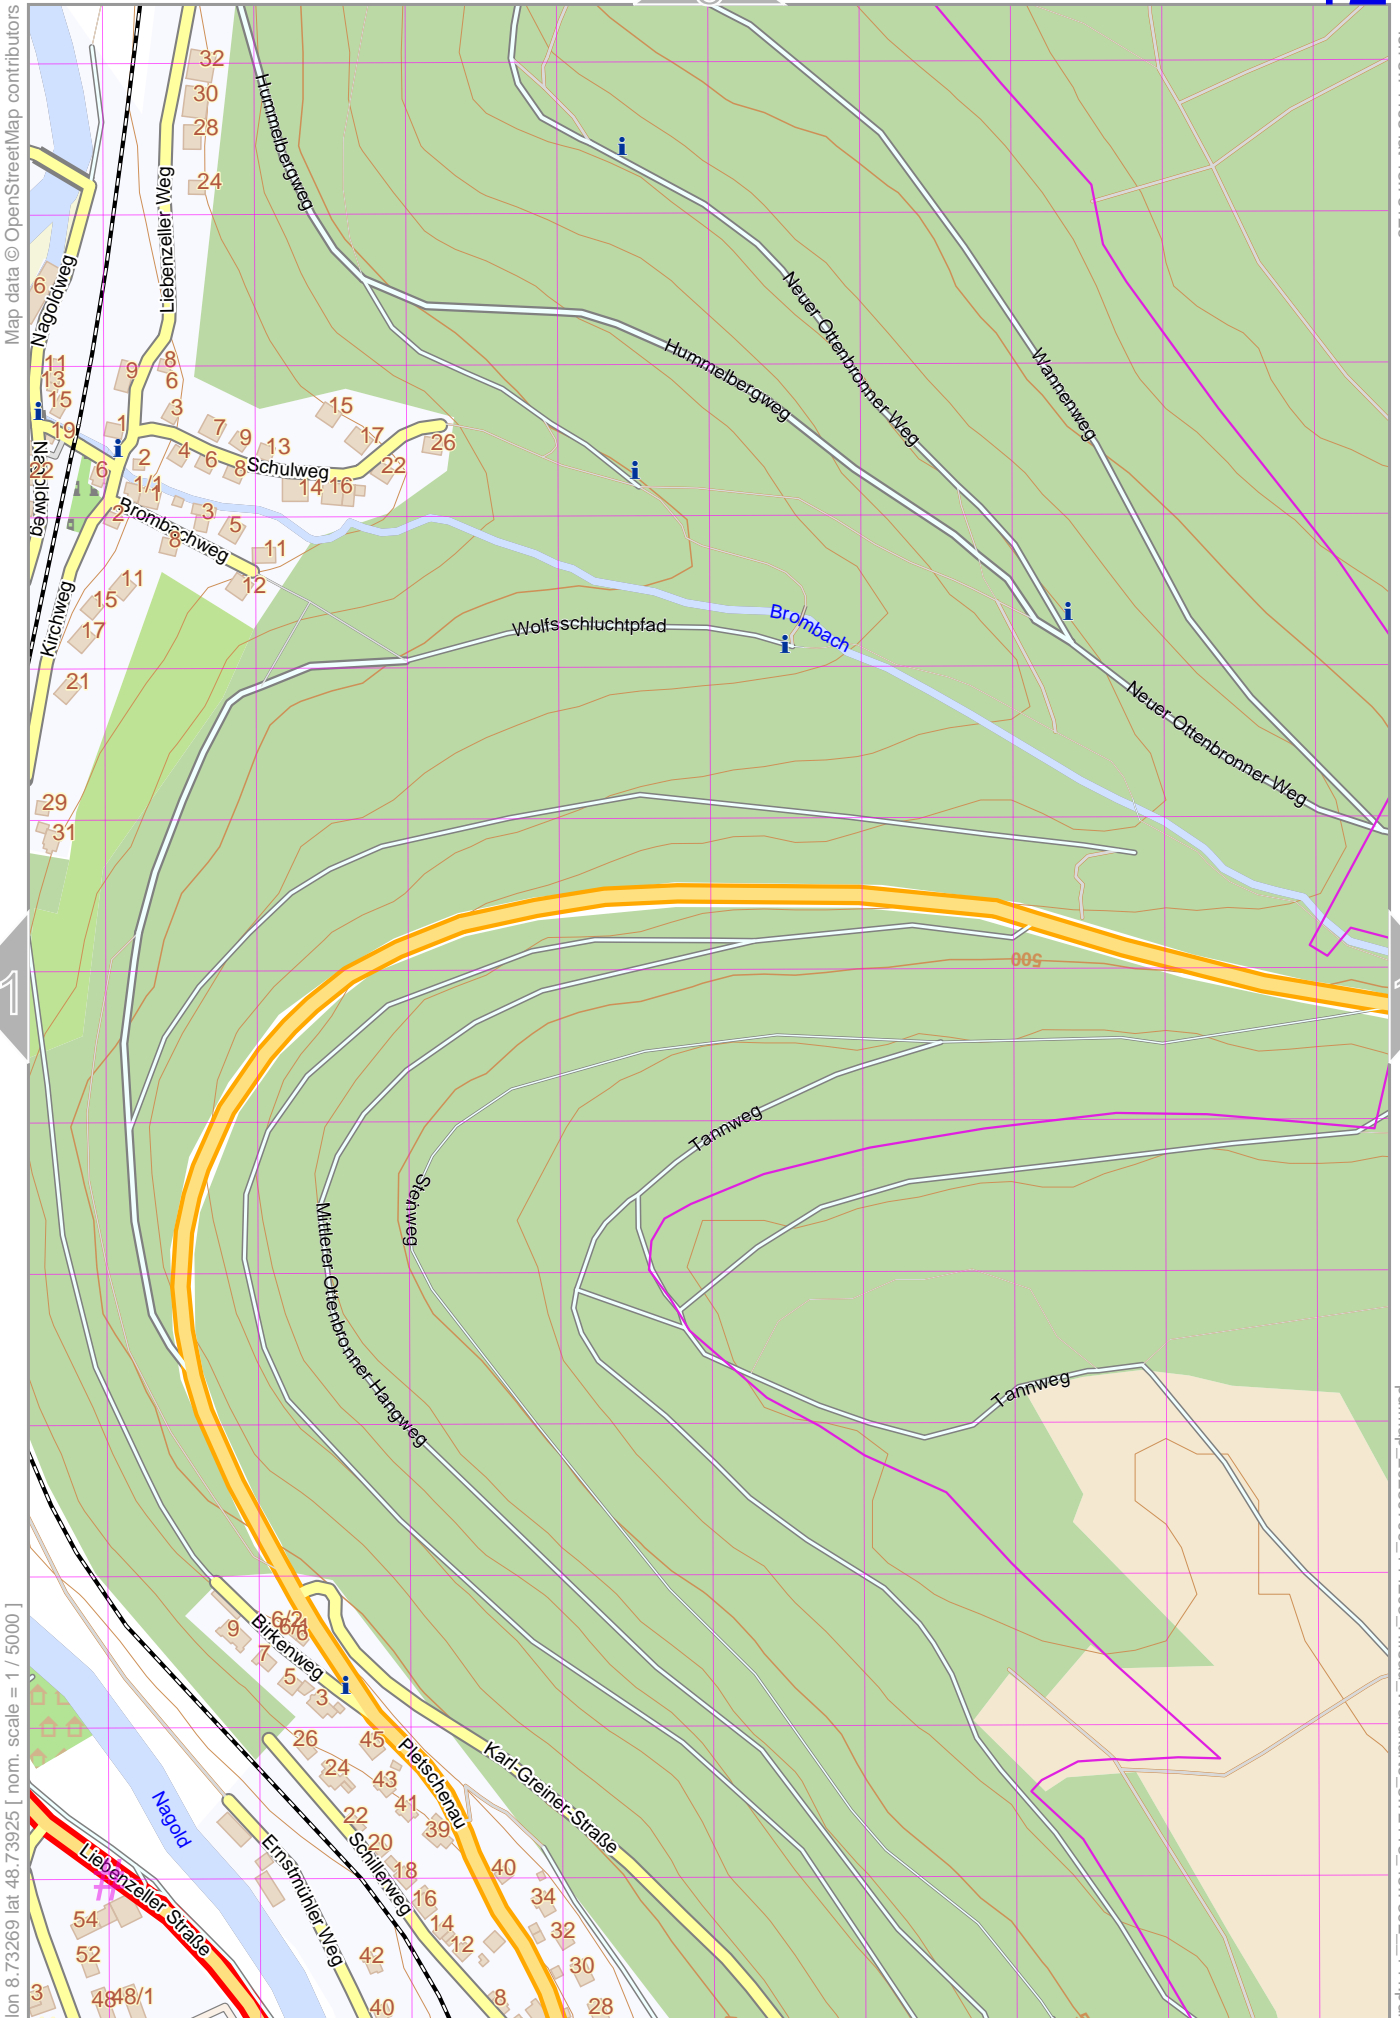 Map data © OpenStreetMap contributors
32
30
28
24
Hummelbergweg
Liebenzeller Weg
Nagoldweg
6
Neuer Ottenbronner Weg
Hummelbergweg
Wannenweg
11
13
15
19
22
Nagoldweg
9
8
6
1
3
7
9
13
15
17
26
2
4
6
8
Schulweg
22
14
16
6
1/1
1
2
3
5
Brombachweg
8
11
12
Kirchweg
11
15
17
21
29
31
Wolfsschluchtpfad
Brombach
Neuer Ottenbronner Weg
500
1
Tannweg
Steinweg
Mittlerer Ottenbronner Hangweg
Tannweg
6/2
6/1
9
7
5
3
Birkenweg
26
24
22
20
18
16
14
12
8
45
43
41
39
Pletschenau
Karl-Greiner-Straße
Schillerweg
Ernstmühler Weg
Nagold
Liebenzeller Straße
#
40
34
32
30
28
42
40
54
52
48
48/1
3
lon 8.73269 lat 48.73925 [ nom. scale = 1 / 5000 ]